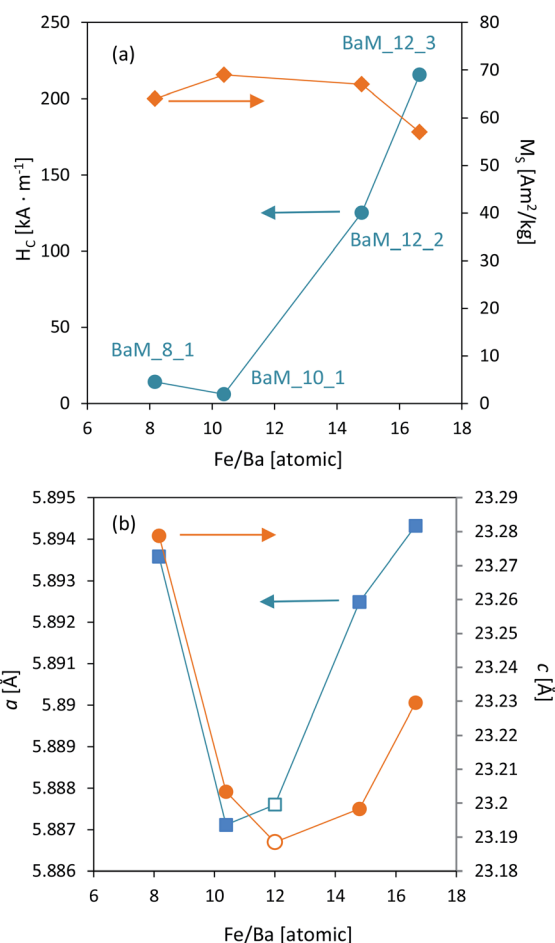 250
200
150
100
50
0
H_C [kA · m⁻¹]
(a)
BaM_12_3
BaM_12_2
BaM_8_1
BaM_10_1
80
70
60
50
40
30
20
10
0
M_S [Am²/kg]
6 8 10 12 14 16 18
Fe/Ba [atomic]
5.895
5.894
5.893
5.892
5.891
5.89
5.889
5.888
5.887
5.886
a [Å]
(b)
23.29
23.28
23.27
23.26
23.25
23.24
23.23
23.22
23.21
23.2
23.19
23.18
c [Å]
6 8 10 12 14 16 18
Fe/Ba [atomic]